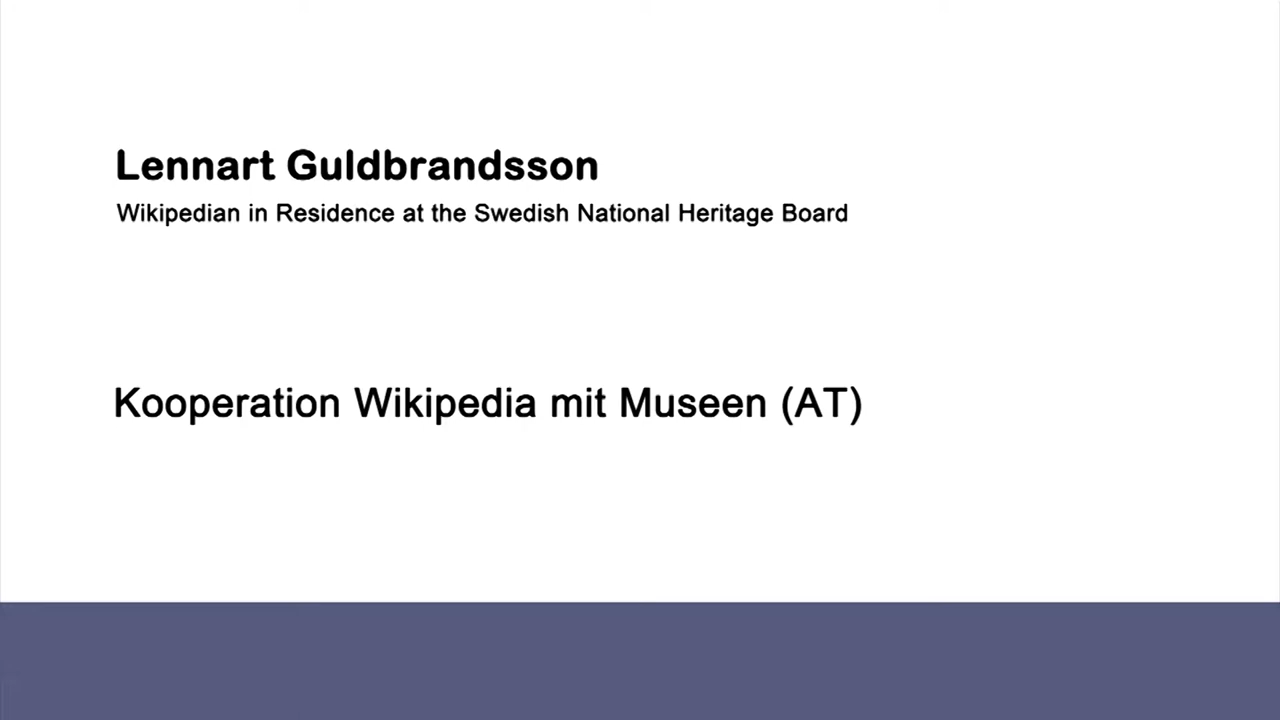 Lennart Guldbrandsson
Wikipedian in Residence at the Swedish National Heritage Board
Kooperation Wikipedia mit Museen (AT)